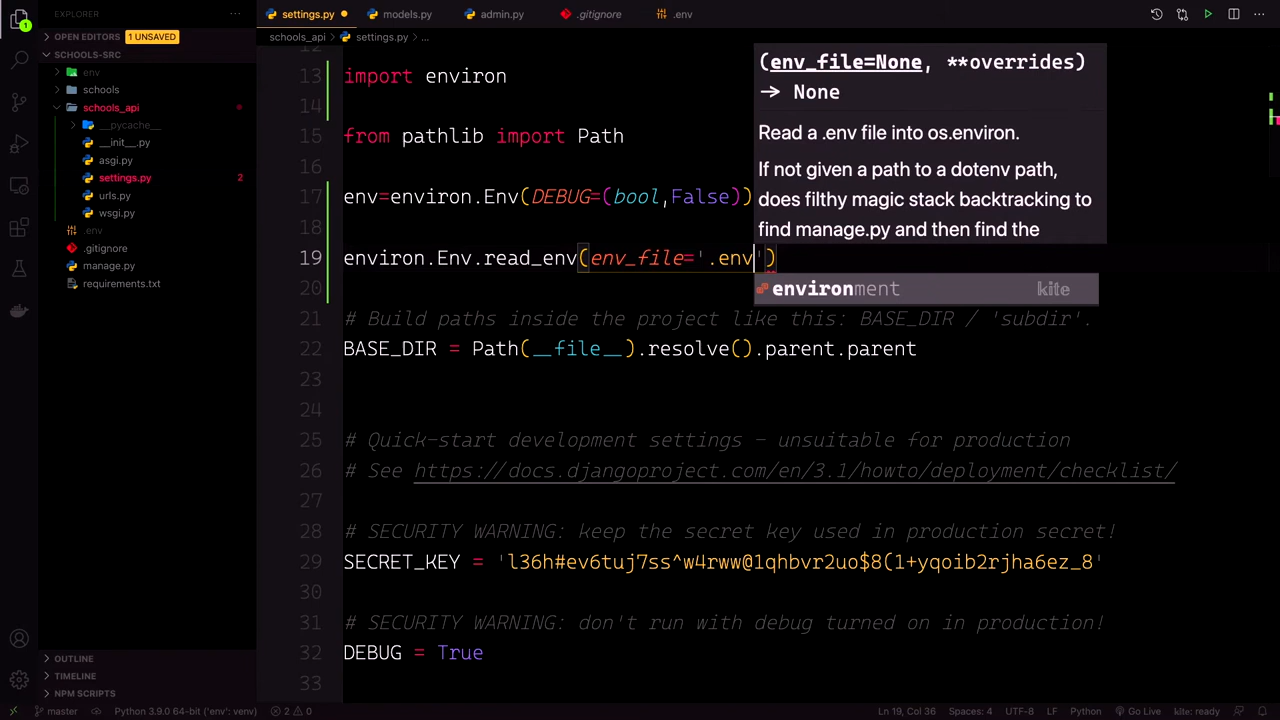 EXPLORER
settings.py
models.py
admin.py
.gitignore
.env
OPEN EDITORS 1 UNSAVED
SCHOOLS-SRC
env
schools
schools_api
__pycache__
__init__.py
asgi.py
settings.py 2
urls.py
wsgi.py
.env
.gitignore
manage.py
requirements.txt
OUTLINE
TIMELINE
NPM SCRIPTS
1
schools_api > settings.py > ...
12
13 import environ
14
15 from pathlib import Path
16
17 env=environ.Env(DEBUG=(bool,False))
18
19 environ.Env.read_env(env_file='.env')
20
21 # Build paths inside the project like this: BASE_DIR / 'subdir'.
22 BASE_DIR = Path(__file__).resolve().parent.parent
23
24
25 # Quick-start development settings - unsuitable for production
26 # See https://docs.djangoproject.com/en/3.1/howto/deployment/checklist/
27
28 # SECURITY WARNING: keep the secret key used in production secret!
29 SECRET_KEY = 'l36h#ev6tuj7ss^w4rww@1qhbvr2uo$8(1+yqoib2rjha6ez_8'
30
31 # SECURITY WARNING: don't run with debug turned on in production!
32 DEBUG = True
33
(env_file=None, **overrides)
-> None
Read a .env file into os.environ.
If not given a path to a dotenv path,
does filthy magic stack backtracking to
find manage.py and then find the
environment kite
master Python 3.9.0 64-bit ('env': venv) 2 0 Ln 19, Col 36 Spaces: 4 UTF-8 LF Python Go Live kite: ready